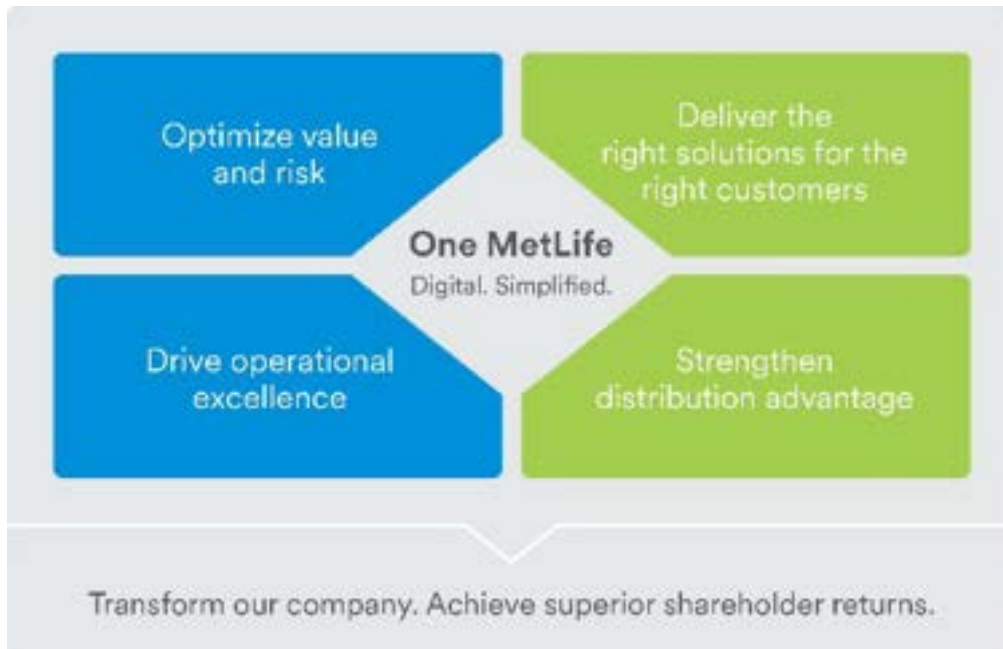 Optimize value
and risk
Deliver the
right solutions for the
right customers
One MetLife
Digital. Simplified.
Drive operational
excellence
Strengthen
distribution advantage
Transform our company. Achieve superior shareholder returns.